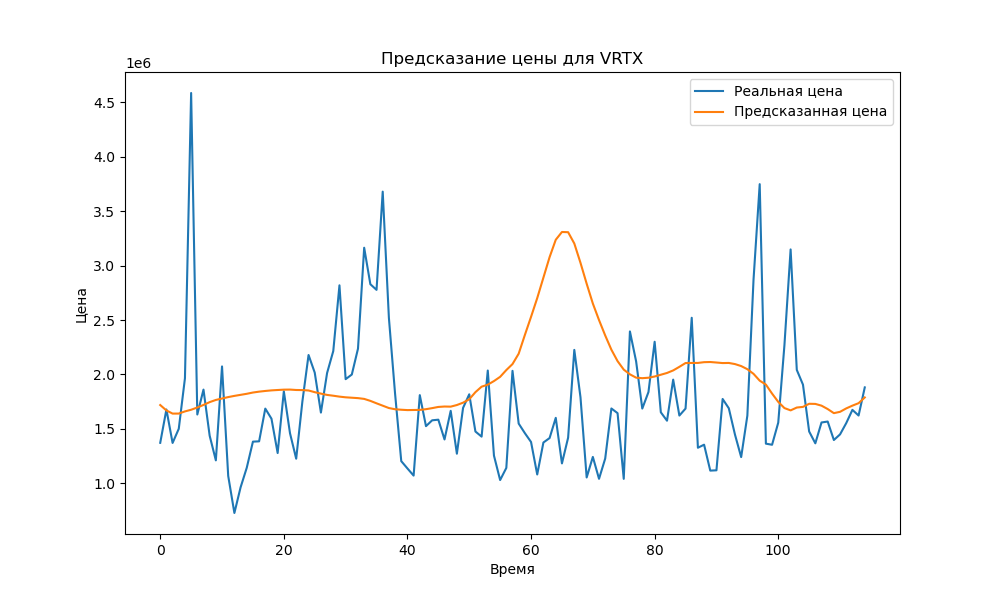 Предсказание цены для VRTX
1e6
Реальная цена
Предсказанная цена
4.5
4.0
3.5
3.0
2.5
2.0
1.5
1.0
Цена
0 20 40 60 80 100
Время